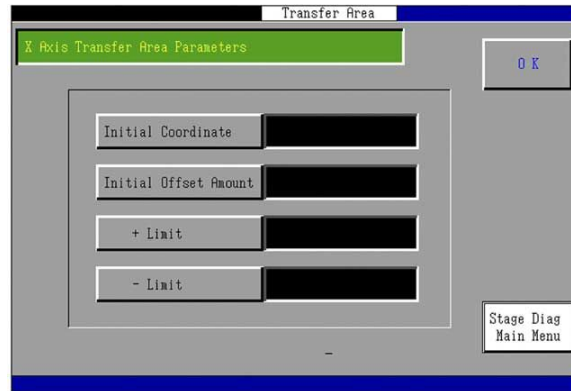 Transfer Area
X Axis Transfer Area Parameters
O K
Initial Coordinate
Initial Offset Amount
+ Limit
- Limit
Stage Diag
Main Menu